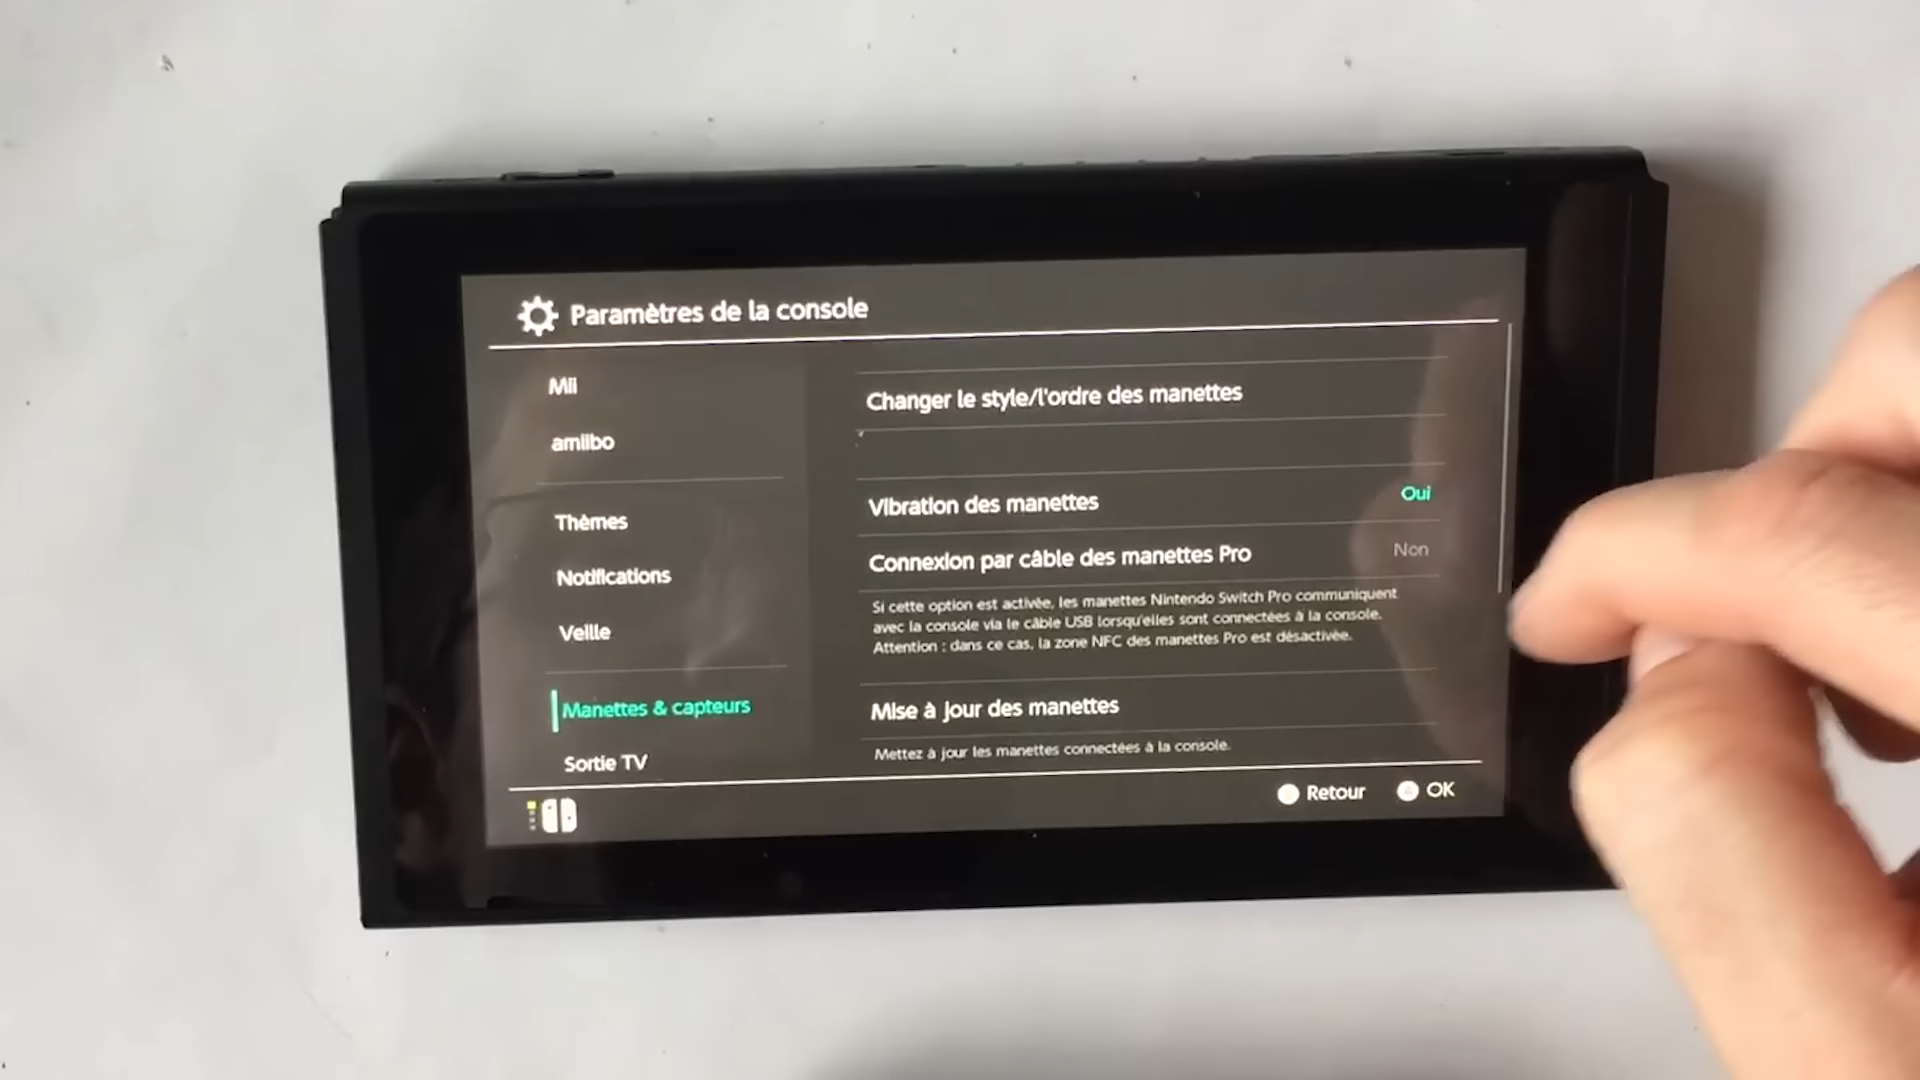 Paramètres de la console
Mii
amiibo
Thèmes
Notifications
Veille
Manettes & capteurs
Sortie TV
Changer le style/l'ordre des manettes
Vibration des manettes Oui
Connexion par câble des manettes Pro Non
Si cette option est activée, les manettes Nintendo Switch Pro communiquent
avec la console via le câble USB lorsqu'elles sont connectées à la console.
Attention : dans ce cas, la zone NFC des manettes Pro est désactivée.
Mise à jour des manettes
Mettez à jour les manettes connectées à la console.
Retour OK